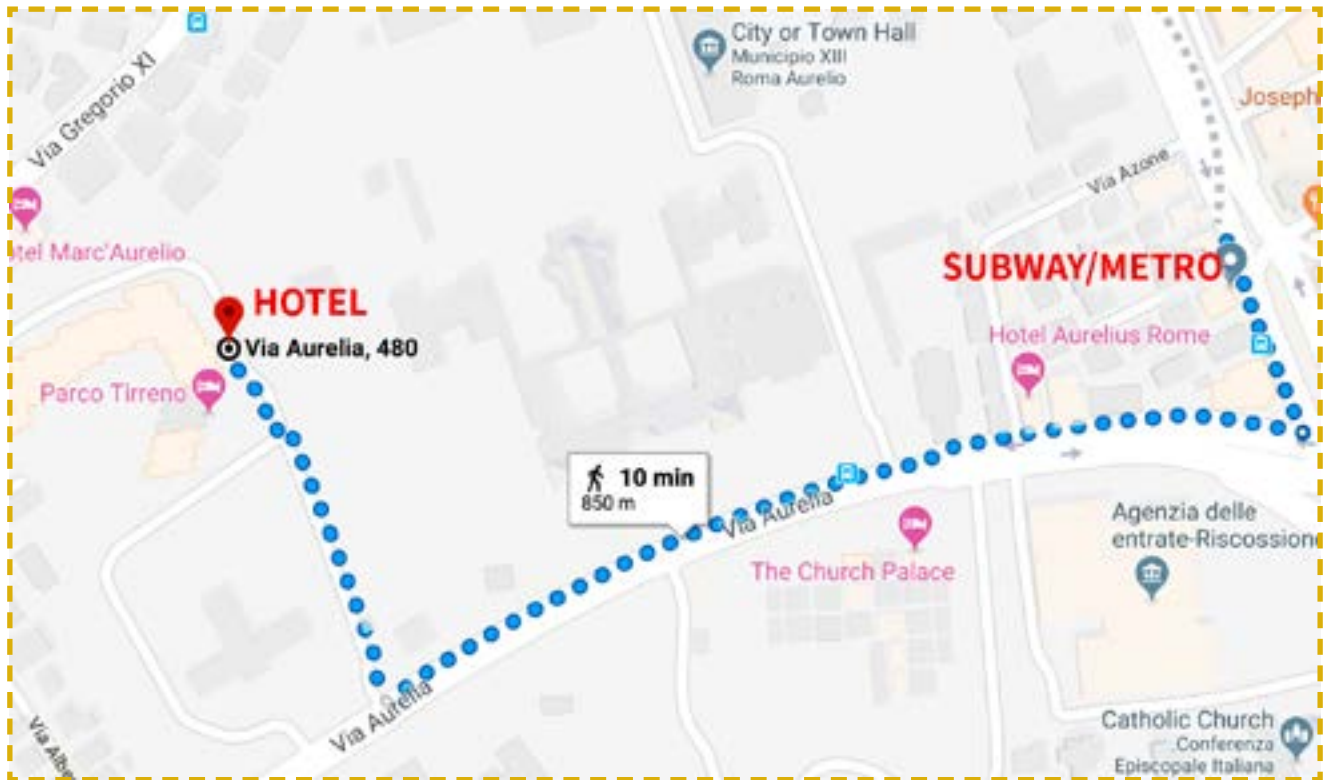 City or Town Hall
Municipio XIII
Roma Aurelio
Via Gregorio XI
Joseph
Via Azone
tel Marc'Aurelio
SUBWAY/METRO
HOTEL
Via Aurelia, 480
Hotel Aurelius Rome
Parco Tirreno
10 min
850 m
Via Aurelia
Agenzia delle
entrate-Riscossione
The Church Palace
Via Aurelia
Via Albe
Catholic Church
Conferenza
Episcopale Italiana